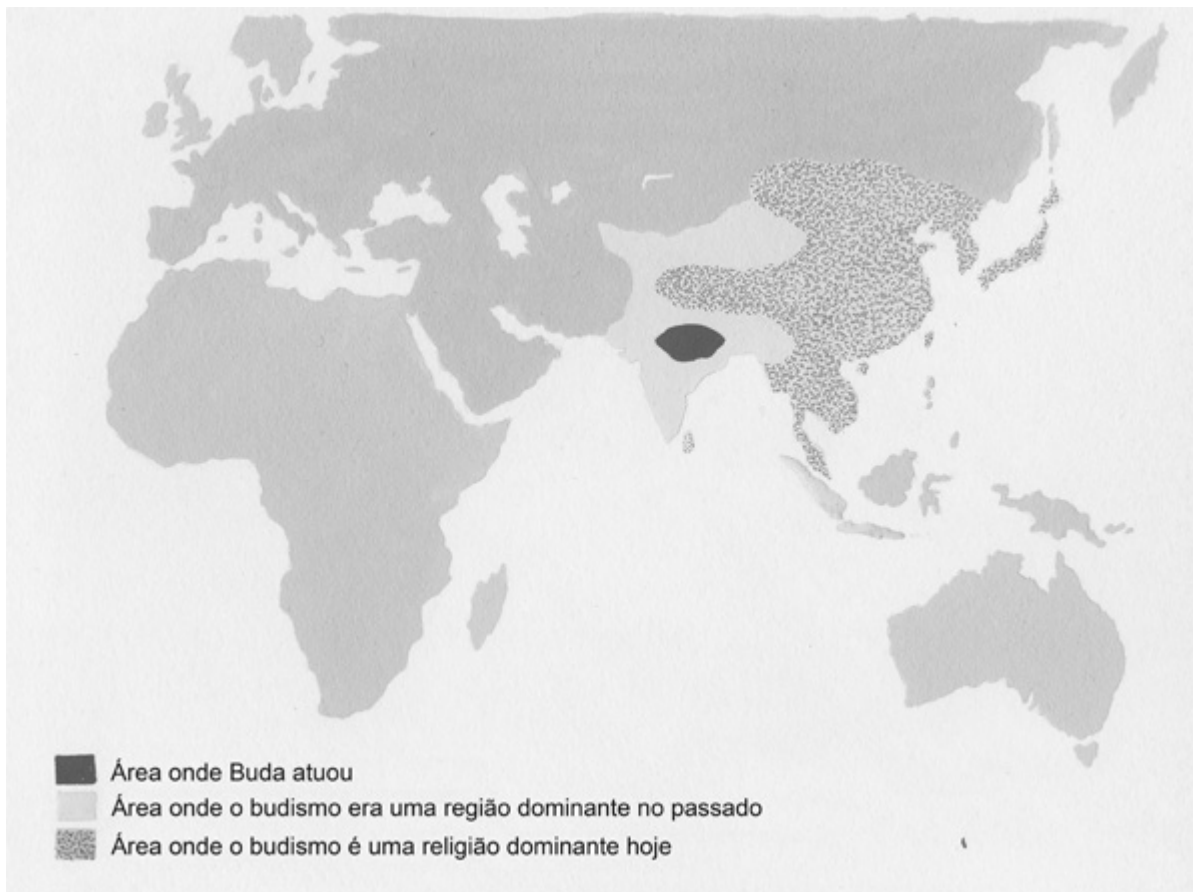 Área onde Buda atuou
Área onde o budismo era uma região dominante no passado
Área onde o budismo é uma religião dominante hoje